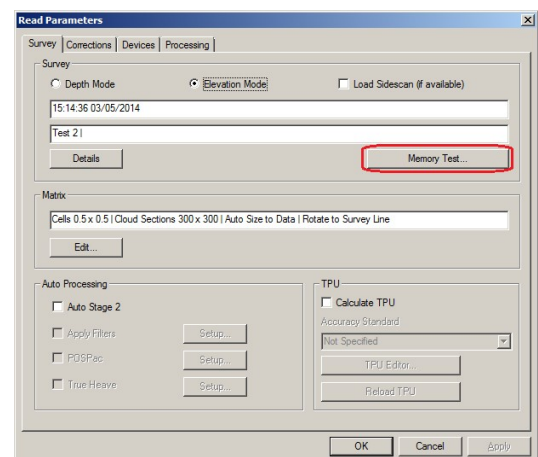 Read Parameters
Survey Corrections Devices Processing
Survey
Depth Mode Elevation Mode Load Sidescan (if available)
15:14:36 03/05/2014
Test 2 |
Details Memory Test...
Matrix
Cells 0.5 x 0.5 | Cloud Sections 300 x 300 | Auto Size to Data | Rotate to Survey Line
Edit...
Auto Processing TPU
Auto Stage 2 Calculate TPU
Accuracy Standard
Apply Filters Setup... Not Specified
POSPac Setup... TPU Editor...
True Heave Setup... Reload TPU
OK Cancel Apply